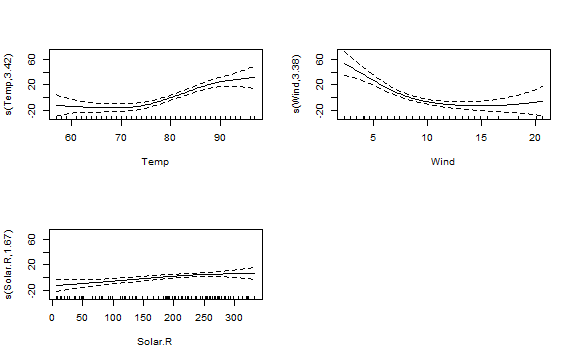 s(Temp,3.42)
-20 20 60
60 70 80 90
Temp
s(Wind,3.38)
-20 20 60
5 10 15 20
Wind
s(Solar.R,1.67)
-20 20 60
0 50 100 150 200 250 300
Solar.R